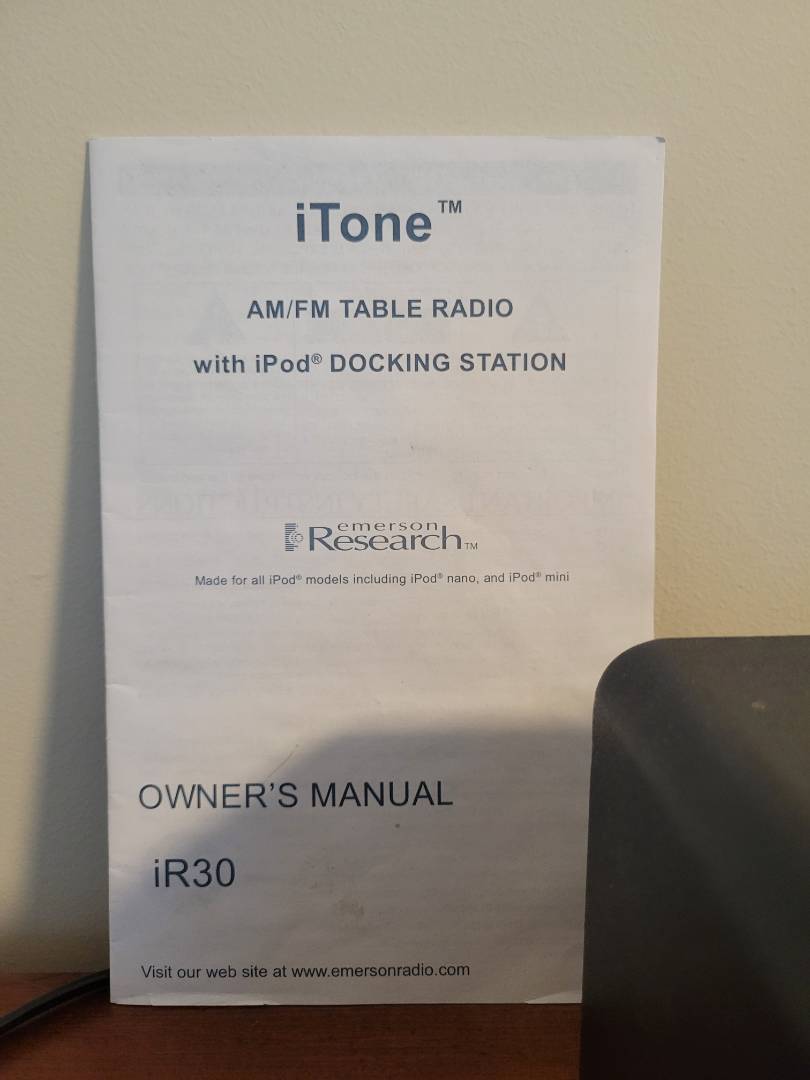 iTone™
AM/FM TABLE RADIO
with iPod® DOCKING STATION
emerson
Research™
Made for all iPod® models including iPod® nano, and iPod® mini
OWNER'S MANUAL
iR30
Visit our web site at www.emersonradio.com